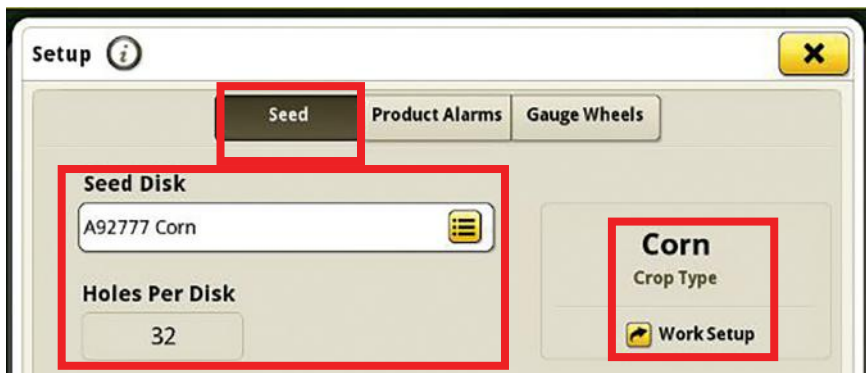 Setup
Seed
Product Alarms
Gauge Wheels
Seed Disk
A92777 Corn
Holes Per Disk
32
Corn
Crop Type
Work Setup